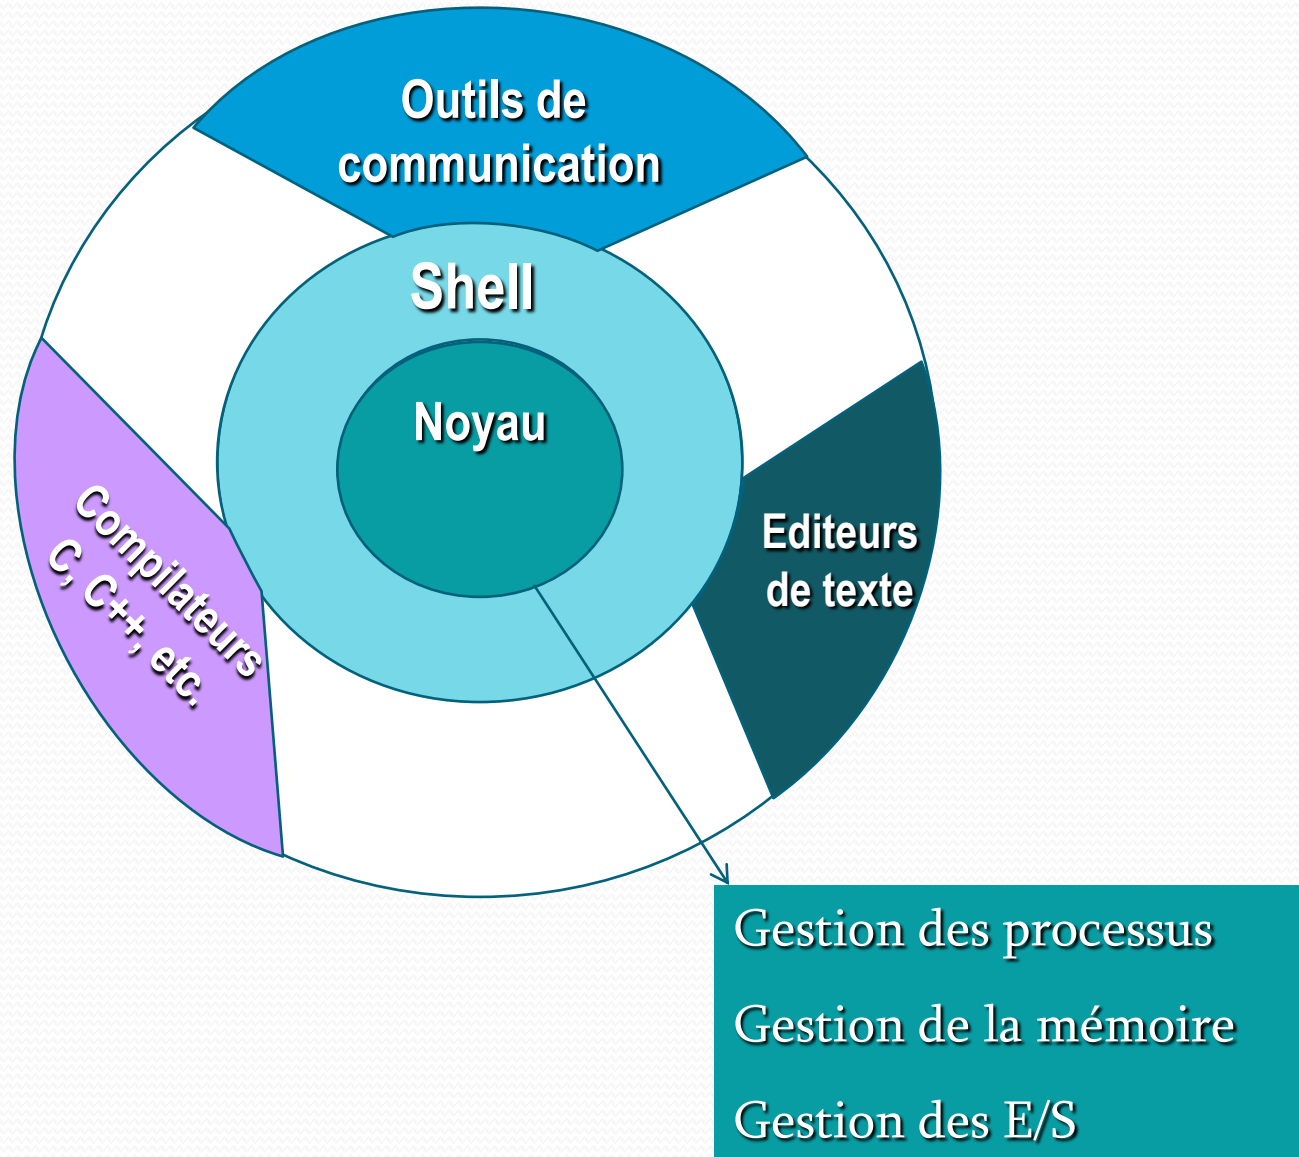 Outils de
communication
Shell
Noyau
Compilateurs
C, C++, etc.
Editeurs
de texte
Gestion des processus
Gestion de la mémoire
Gestion des E/S